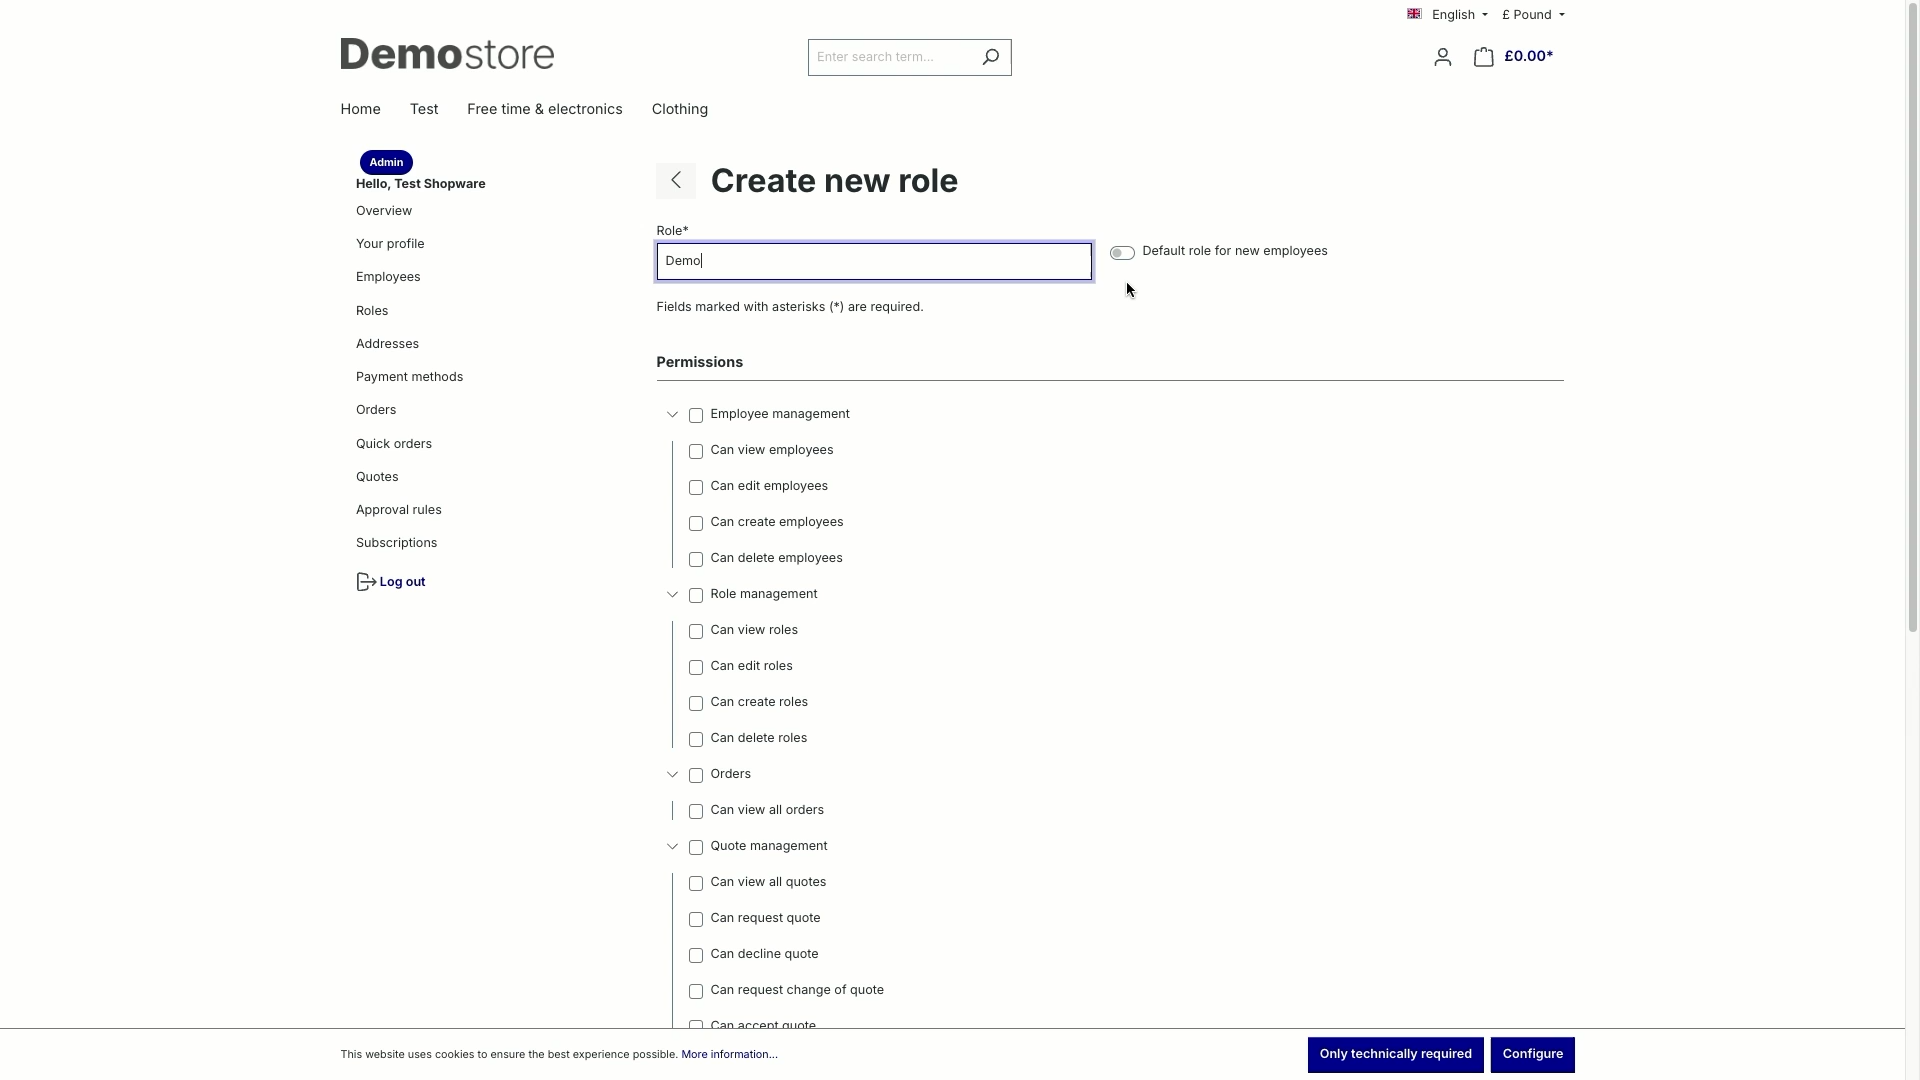 English
£ Pound
Demostore
Enter search term...
£0.00*
Home
Test
Free time & electronics
Clothing
Admin
Hello, Test Shopware
Overview
Your profile
Employees
Roles
Addresses
Payment methods
Orders
Quick orders
Quotes
Approval rules
Subscriptions
Log out
Create new role
Role*
Demo
Default role for new employees
Fields marked with asterisks (*) are required.
Permissions
Employee management
Can view employees
Can edit employees
Can create employees
Can delete employees
Role management
Can view roles
Can edit roles
Can create roles
Can delete roles
Orders
Can view all orders
Quote management
Can view all quotes
Can request quote
Can decline quote
Can request change of quote
Can accept quote
This website uses cookies to ensure the best experience possible. More information...
Only technically required
Configure